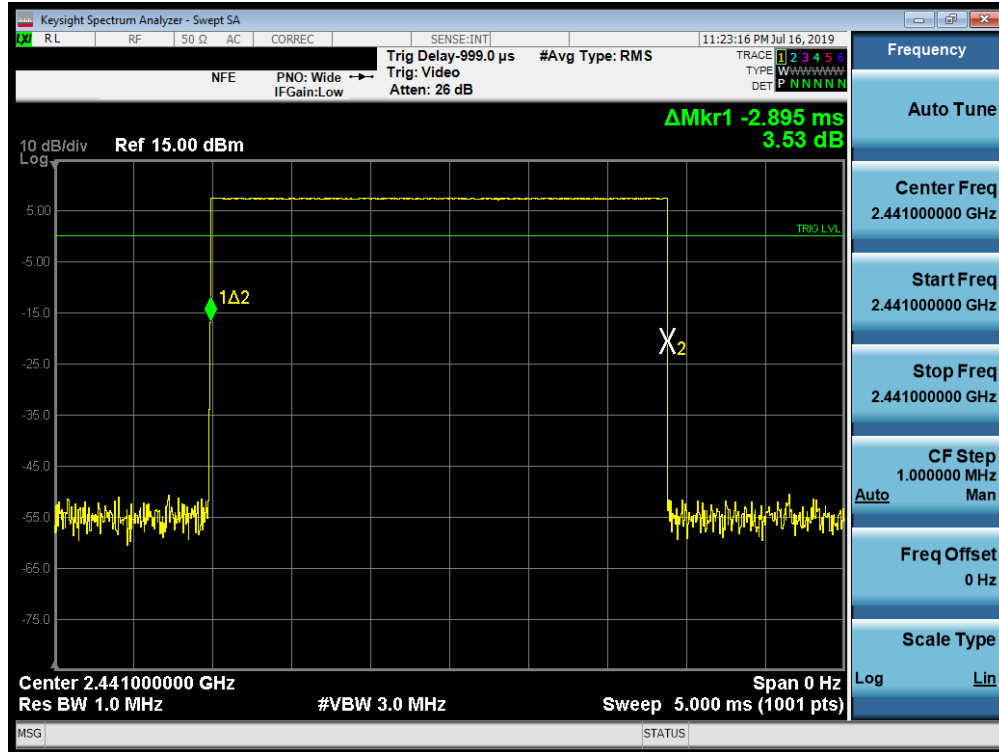 Keysight Spectrum Analyzer - Swept SA
LXI RL RF 50 Ω AC CORREC SENSE:INT 11:23:16 PM Jul 16, 2019
Trig Delay-999.0 µs #Avg Type: RMS TRACE 1 2 3 4 5 6
NFE PNO: Wide Trig: Video TYPE WWWWWW
IFGain:Low Atten: 26 dB DET P N N N N N
ΔMkr1 -2.895 ms
3.53 dB
10 dB/div Ref 15.00 dBm
Log
5.00
TRIG LVL
-5.00
1Δ2
-15.0
2
-25.0
-35.0
-45.0
-55.0
-65.0
-75.0
Center 2.441000000 GHz Span 0 Hz
Res BW 1.0 MHz #VBW 3.0 MHz Sweep 5.000 ms (1001 pts)
MSG STATUS
Frequency
Auto Tune
Center Freq
2.441000000 GHz
Start Freq
2.441000000 GHz
Stop Freq
2.441000000 GHz
CF Step
1.000000 MHz
Auto Man
Freq Offset
0 Hz
Scale Type
Log Lin